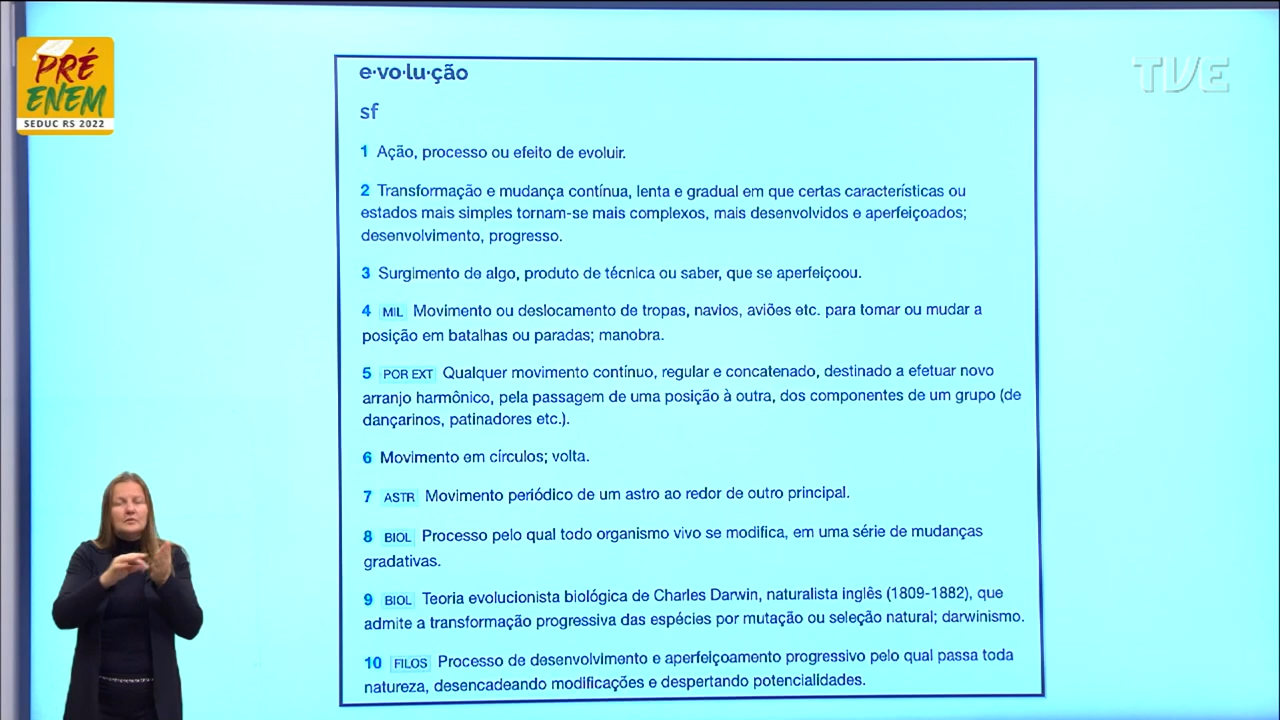 PRÉ
ENEM
SEDUC RS 2022
TVE
e·vo·lu·ção
sf
1 Ação, processo ou efeito de evoluir.
2 Transformação e mudança contínua, lenta e gradual em que certas características ou
estados mais simples tornam-se mais complexos, mais desenvolvidos e aperfeiçoados;
desenvolvimento, progresso.
3 Surgimento de algo, produto de técnica ou saber, que se aperfeiçoou.
4 MIL Movimento ou deslocamento de tropas, navios, aviões etc. para tomar ou mudar a
posição em batalhas ou paradas; manobra.
5 POR EXT Qualquer movimento contínuo, regular e concatenado, destinado a efetuar novo
arranjo harmônico, pela passagem de uma posição à outra, dos componentes de um grupo (de
dançarinos, patinadores etc.).
6 Movimento em círculos; volta.
7 ASTR Movimento periódico de um astro ao redor de outro principal.
8 BIOL Processo pelo qual todo organismo vivo se modifica, em uma série de mudanças
gradativas.
9 BIOL Teoria evolucionista biológica de Charles Darwin, naturalista inglês (1809-1882), que
admite a transformação progressiva das espécies por mutação ou seleção natural; darwinismo.
10 FILOS Processo de desenvolvimento e aperfeiçoamento progressivo pelo qual passa toda
natureza, desencadeando modificações e despertando potencialidades.